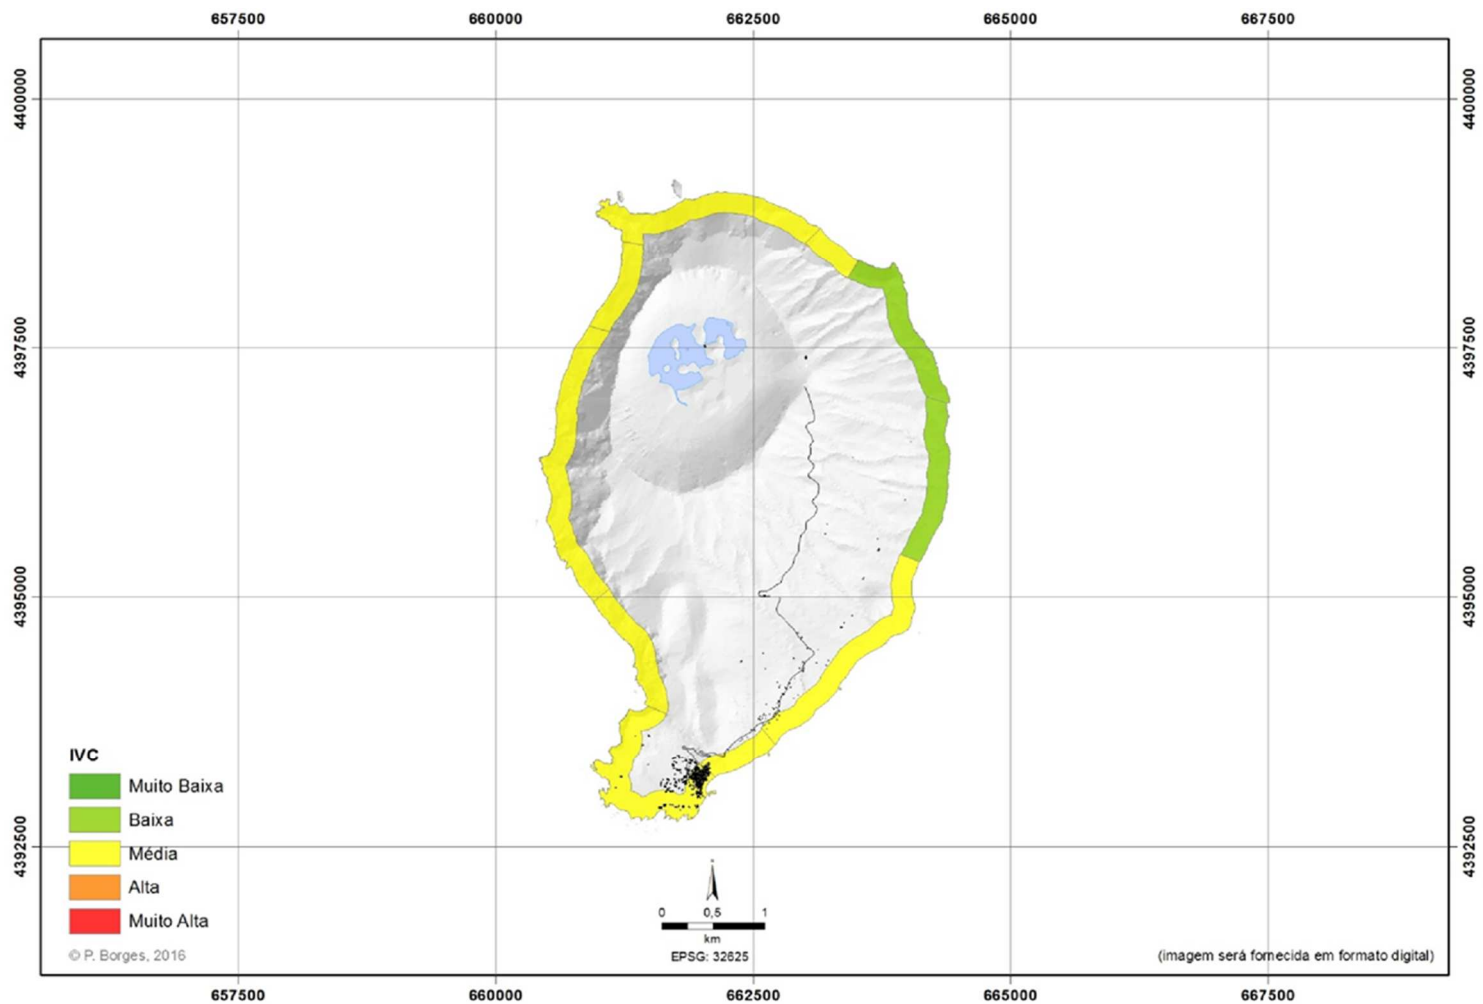 657500 660000 662500 665000 667500
4400000 4400000
4397500 4397500
4395000 4395000
4392500 4392500
IVC
Muito Baixa
Baixa
Média
Alta
Muito Alta
© P. Borges, 2016
0 0,5 1
km
EPSG: 32625
(imagem será fornecida em formato digital)
657500 660000 662500 665000 667500